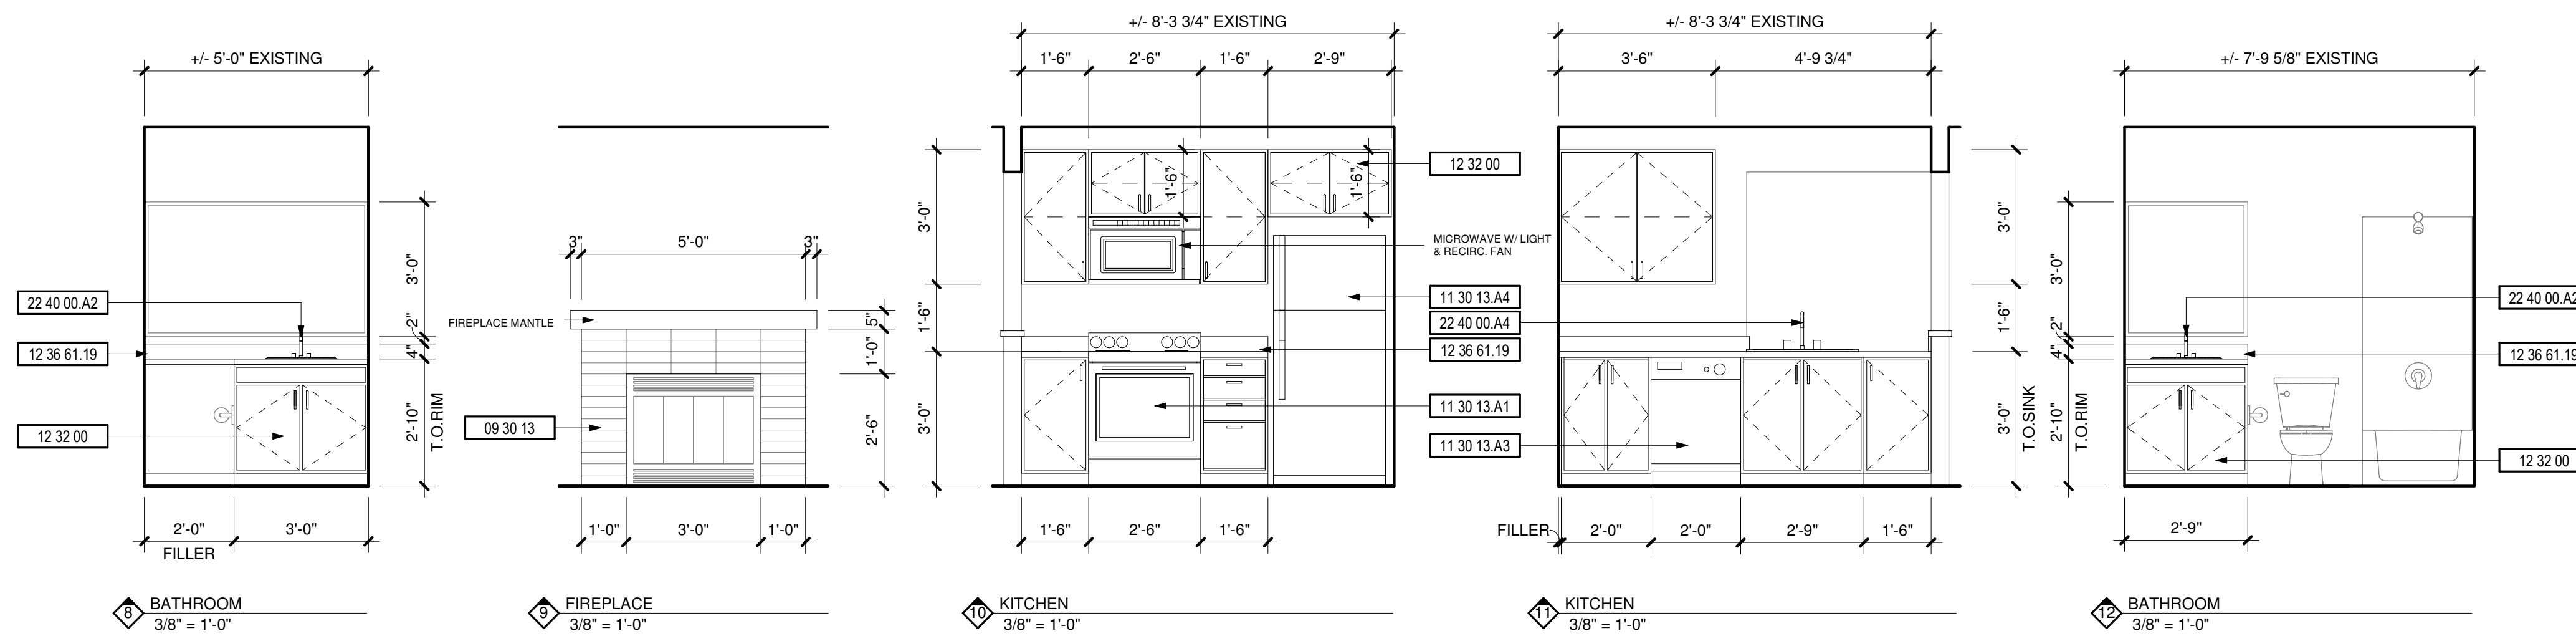 +/- 5'-0" EXISTING
3'-0"
2"
4"
2'-10"
T.O.RIM
22 40 00.A2
12 36 61.19
12 32 00
2'-0"
3'-0"
FILLER
8 BATHROOM
3/8" = 1'-0"
3"
5'-0"
3"
FIREPLACE MANTLE
5"
1'-0"
2'-6"
09 30 13
1'-0"
3'-0"
1'-0"
9 FIREPLACE
3/8" = 1'-0"
+/- 8'-3 3/4" EXISTING
1'-6"
2'-6"
1'-6"
2'-9"
3'-0"
1'-6"
3'-0"
1'-6"
1'-6"
12 32 00
MICROWAVE W/ LIGHT
& RECIRC. FAN
11 30 13.A4
22 40 00.A4
12 36 61.19
11 30 13.A1
11 30 13.A3
1'-6"
2'-6"
1'-6"
10 KITCHEN
3/8" = 1'-0"
+/- 8'-3 3/4" EXISTING
3'-6"
4'-9 3/4"
3'-0"
1'-6"
3'-0"
T.O.SINK
FILLER
2'-0"
2'-0"
2'-9"
1'-6"
11 KITCHEN
3/8" = 1'-0"
+/- 7'-9 5/8" EXISTING
3'-0"
2"
4"
2'-10"
T.O.RIM
22 40 00.A2
12 36 61.19
12 32 00
2'-9"
12 BATHROOM
3/8" = 1'-0"